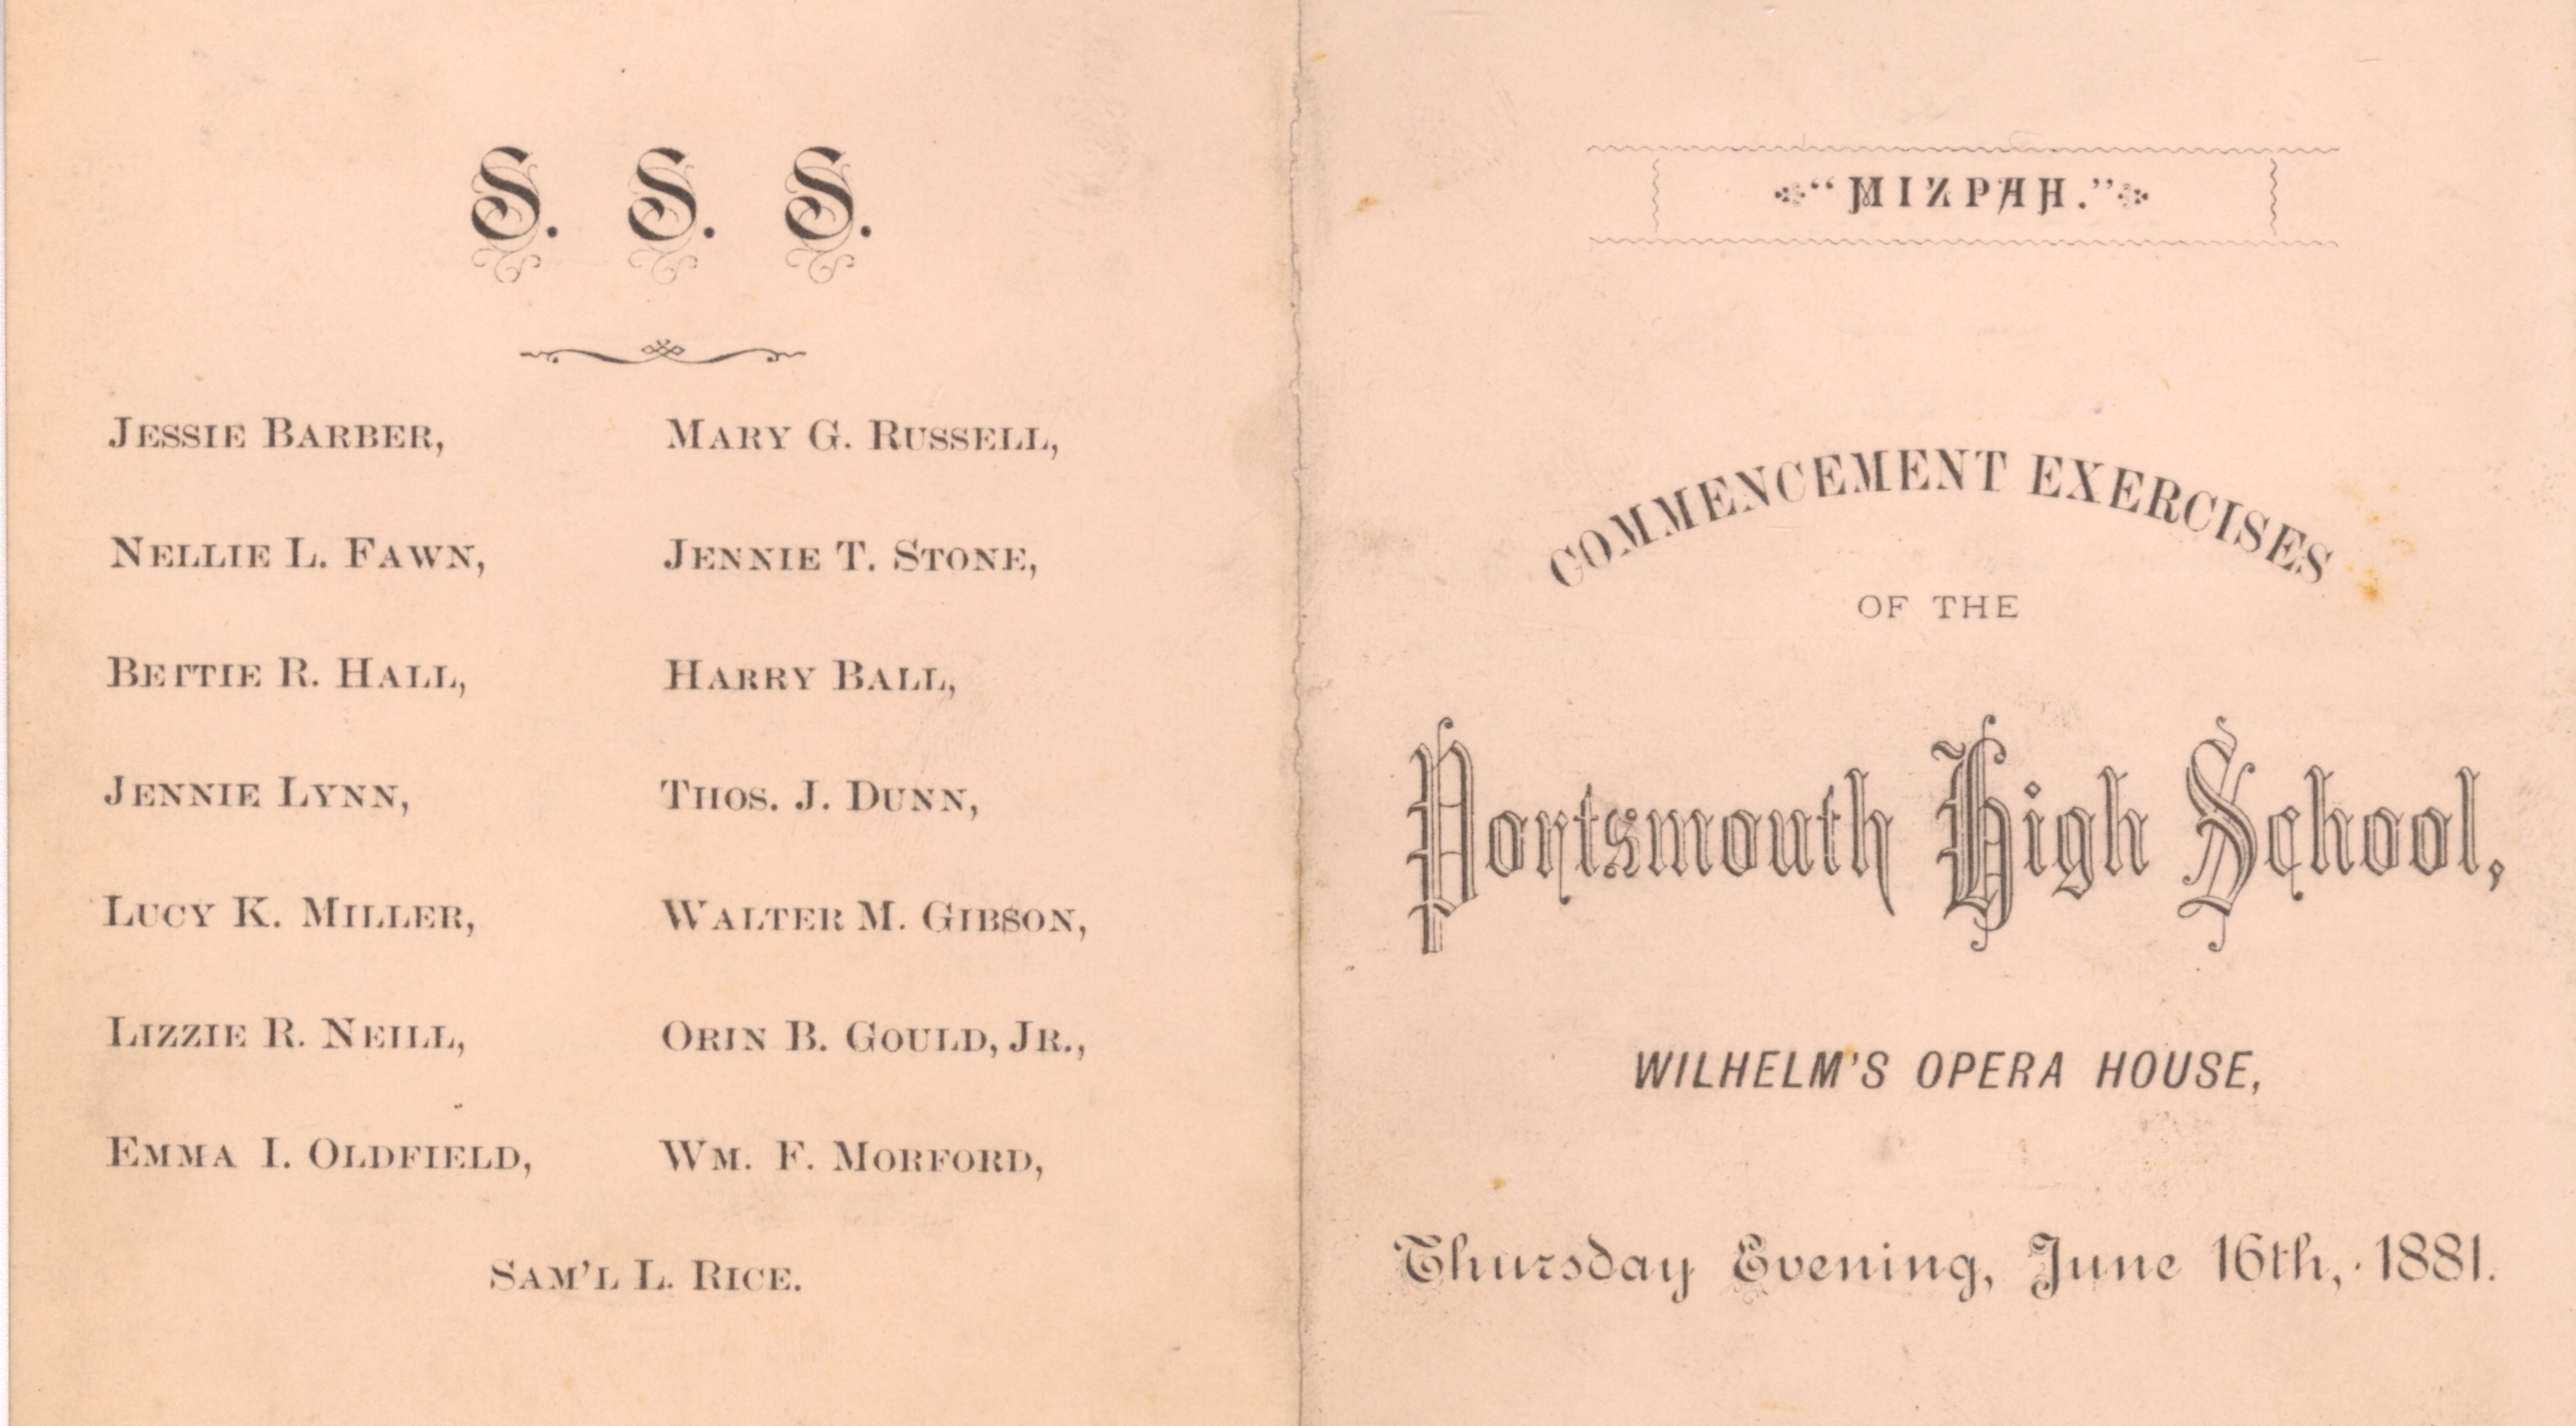 S. S. S.
JESSIE BARBER,
NELLIE L. FAWN,
BETTIE R. HALL,
JENNIE LYNN,
LUCY K. MILLER,
LIZZIE R. NEILL,
EMMA I. OLDFIELD,
MARY G. RUSSELL,
JENNIE T. STONE,
HARRY BALL,
THOS. J. DUNN,
WALTER M. GIBSON,
ORIN B. GOULD, JR.,
WM. F. MORFORD,
SAM'L L. RICE.
"MIZPAH."
COMMENCEMENT EXERCISES
OF THE
Portsmouth High School,
WILHELM'S OPERA HOUSE,
Thursday Evening, June 16th, 1881.